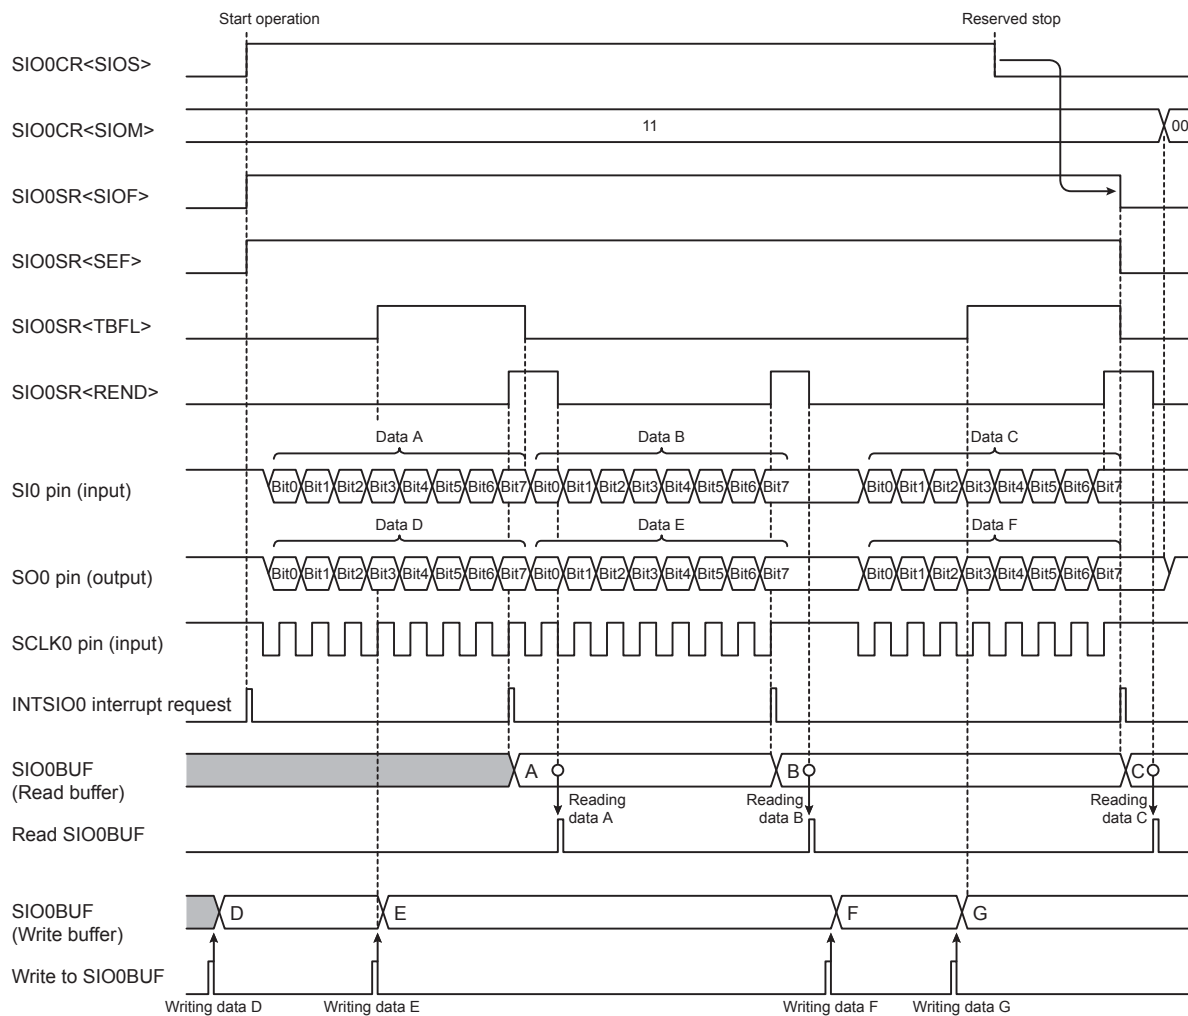 Start operation Reserved stop
SIO0CR<SIOS>
SIO0CR<SIOM> 11 00
SIO0SR<SIOF>
SIO0SR<SEF>
SIO0SR<TBFL>
SIO0SR<REND>
Data A Data B Data C
SI0 pin (input) Bit0 Bit1 Bit2 Bit3 Bit4 Bit5 Bit6 Bit7 Bit0 Bit1 Bit2 Bit3 Bit4 Bit5 Bit6 Bit7 Bit0 Bit1 Bit2 Bit3 Bit4 Bit5 Bit6 Bit7
Data D Data E Data F
SO0 pin (output) Bit0 Bit1 Bit2 Bit3 Bit4 Bit5 Bit6 Bit7 Bit0 Bit1 Bit2 Bit3 Bit4 Bit5 Bit6 Bit7 Bit0 Bit1 Bit2 Bit3 Bit4 Bit5 Bit6 Bit7
SCLK0 pin (input)
INTSIO0 interrupt request
SIO0BUF A B C
(Read buffer)
Reading Reading Reading
data A data B data C
Read SIO0BUF
SIO0BUF D E F G
(Write buffer)
Write to SIO0BUF
Writing data D Writing data E Writing data F Writing data G